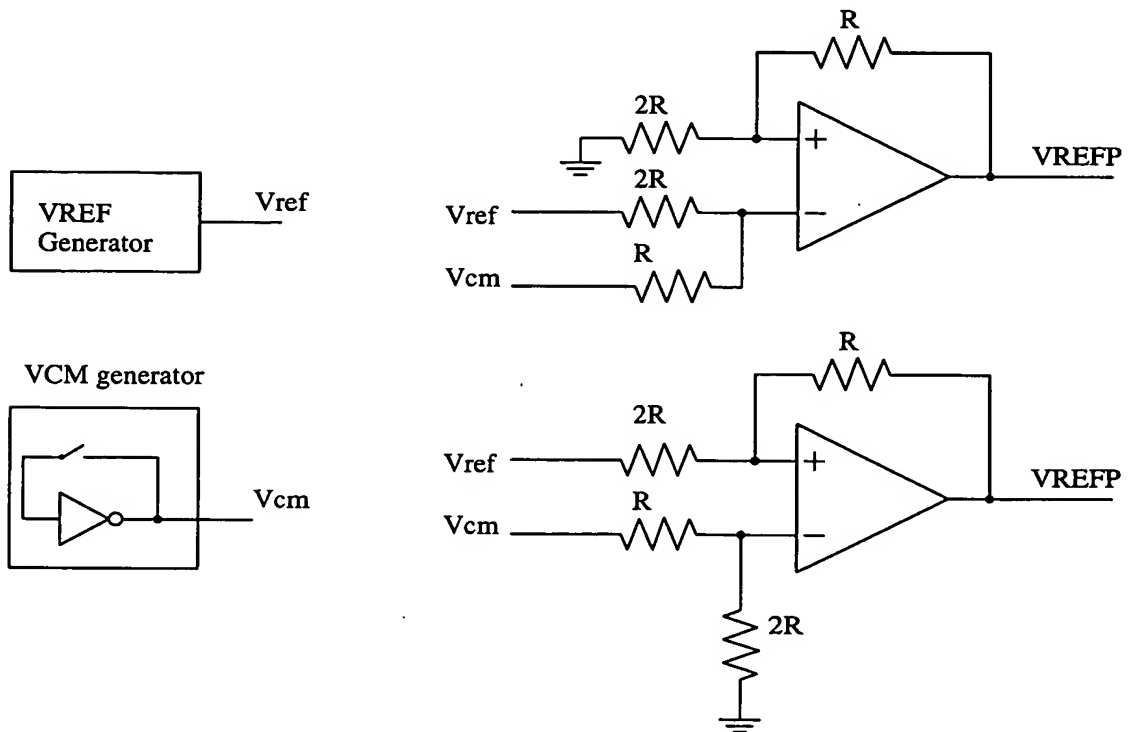 VREF
Generator
Vref
VCM generator
Vcm
R
2R
+
2R
Vref
−
R
Vcm
VREFP
R
2R
Vref
+
R
Vcm
−
2R
VREFP